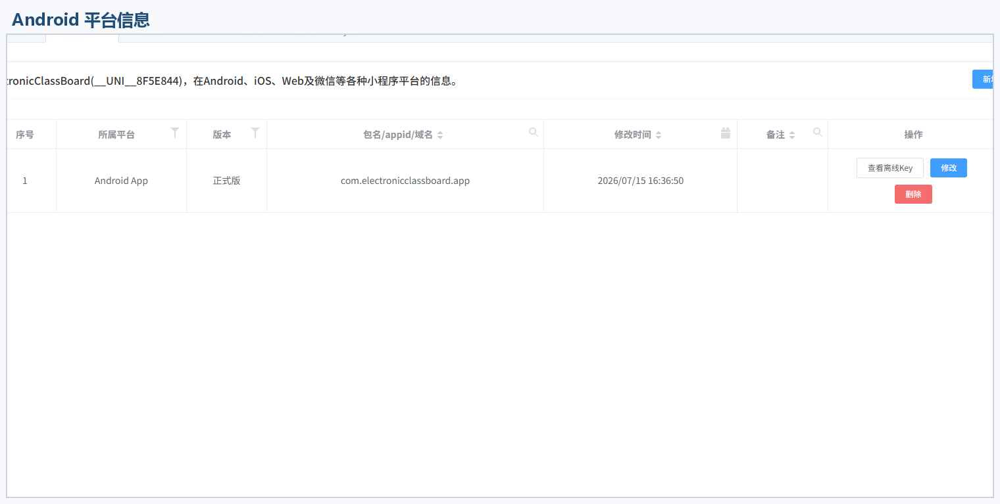 Android 平台信息
ronicClassBoard(__UNI__8F5E844)，在Android、iOS、Web及微信等各种小程序平台的信息。
新
序号 所属平台 版本 包名/appid/域名 修改时间 备注 操作
1 Android App 正式版 com.electronicclassboard.app 2026/07/15 16:36:50 查看离线Key 修改
删除